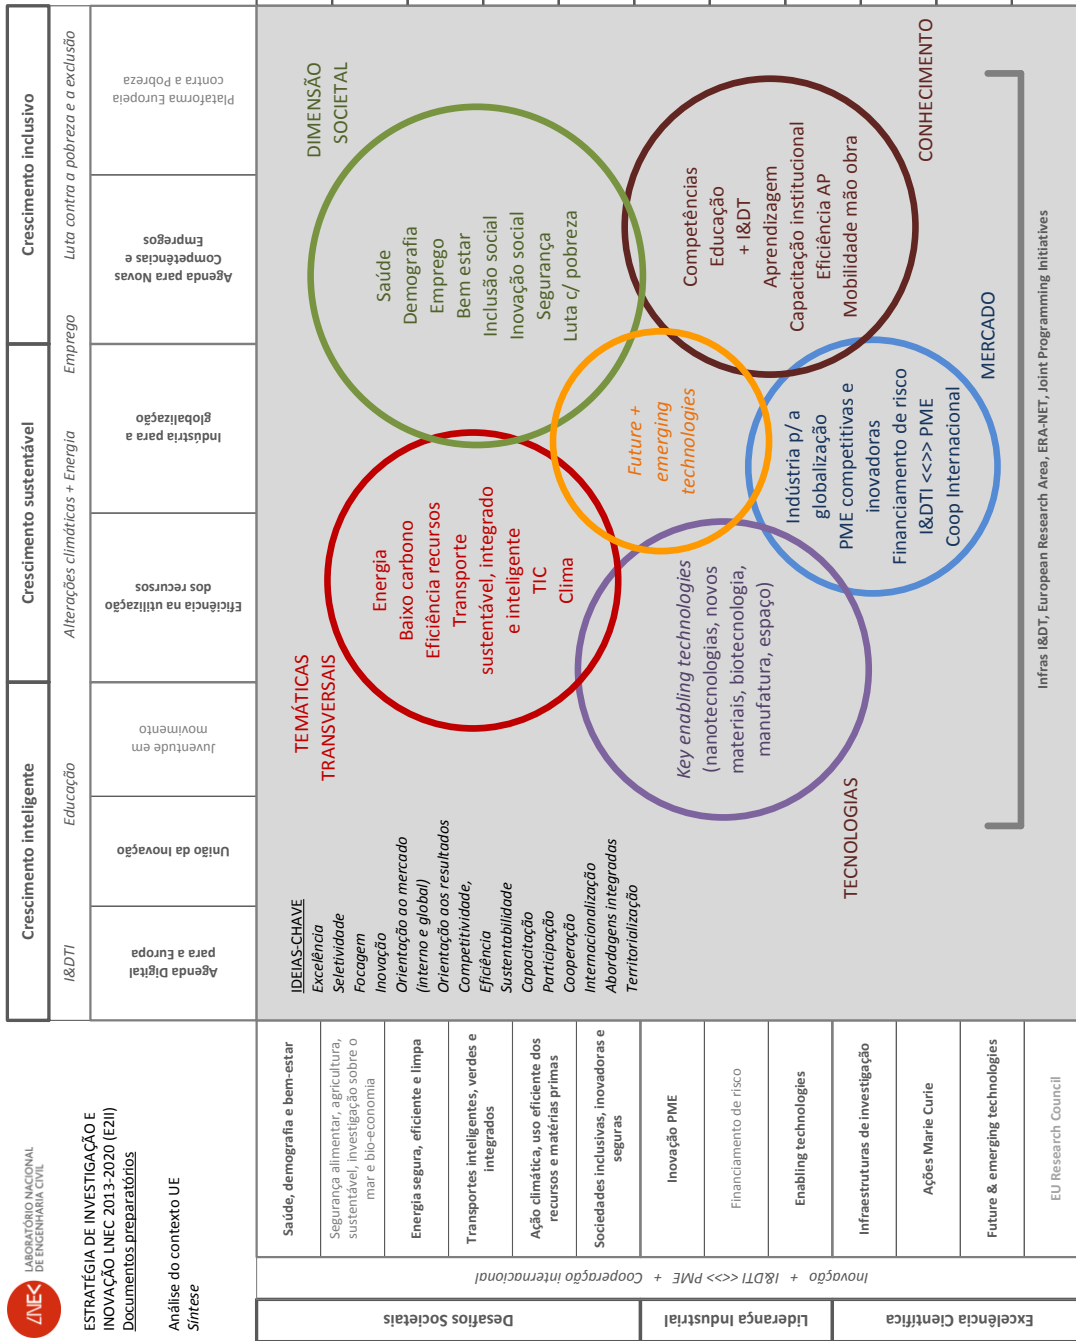 LNEC
LABORATÓRIO NACIONAL
DE ENGENHARIA CIVIL
ESTRATÉGIA DE INVESTIGAÇÃO E
INOVAÇÃO LNEC 2013-2020 (E2II)
Documentos preparatórios
Análise do contexto UE
Síntese
Crescimento inteligente
Crescimento sustentável
Crescimento inclusivo
I&DTI
Educação
Alterações climáticas + Energia
Emprego
Luta contra a pobreza e a exclusão
Agenda Digital
para a Europa
União da Inovação
Juventude em
movimento
Eficiência na utilização
dos recursos
Indústria para a
globalização
Agenda para Novas
Competências e
Empregos
Plataforma Europeia
contra a Pobreza
Desafios Societais
Liderança Industrial
Excelência Científica
Inovação + I&DTI <<>> PME + Cooperação internacional
Saúde, demografia e bem-estar
Segurança alimentar, agricultura,
sustentável, investigação sobre o
mar e bio-economia
Energia segura, eficiente e limpa
Transportes inteligentes, verdes e
integrados
Ação climática, uso eficiente dos
recursos e matérias primas
Sociedades inclusivas, inovadoras e
seguras
Inovação PME
Financiamento de risco
Enabling technologies
Infraestruturas de investigação
Ações Marie Curie
Future & emerging technologies
EU Research Council
IDEIAS-CHAVE
Excelência
Seletividade
Focagem
Inovação
Orientação ao mercado
(interno e global)
Orientação aos resultados
Competitividade,
Eficiência
Sustentabilidade
Capacitação
Participação
Cooperação
Internacionalização
Abordagens integradas
Territorialização
TEMÁTICAS
TRANSVERSAIS
Energia
Baixo carbono
Eficiência recursos
Transporte
sustentável, integrado
e inteligente
TIC
Clima
DIMENSÃO
SOCIETAL
Saúde
Demografia
Emprego
Bem estar
Inclusão social
Inovação social
Segurança
Luta c/ pobreza
Future +
emerging
technologies
Key enabling technologies
(nanotecnologias, novos
materiais, biotecnologia,
manufatura, espaço)
TECNOLOGIAS
Indústria p/ a
globalização
PME competitivas e
inovadoras
Financiamento de risco
I&DTI <<>> PME
Coop Internacional
MERCADO
Competências
Educação
+ I&DT
Aprendizagem
Capacitação institucional
Eficiência AP
Mobilidade mão obra
CONHECIMENTO
Infras I&DT, European Research Area, ERA-NET, Joint Programming Initiatives